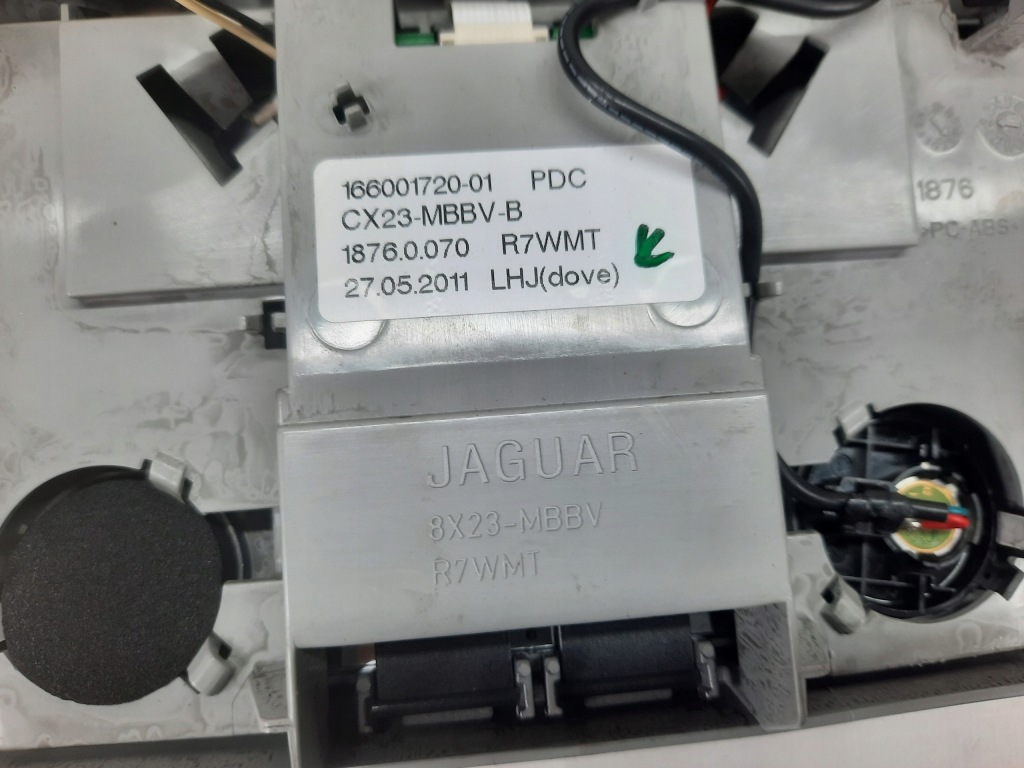 166001720-01 PDC
CX23-MBBV-B
1876.0.070 R7WMT
27.05.2011 LHJ(dove)
1876
>PC-ABS<
JAGUAR
8X23-MBBV
R7WMT